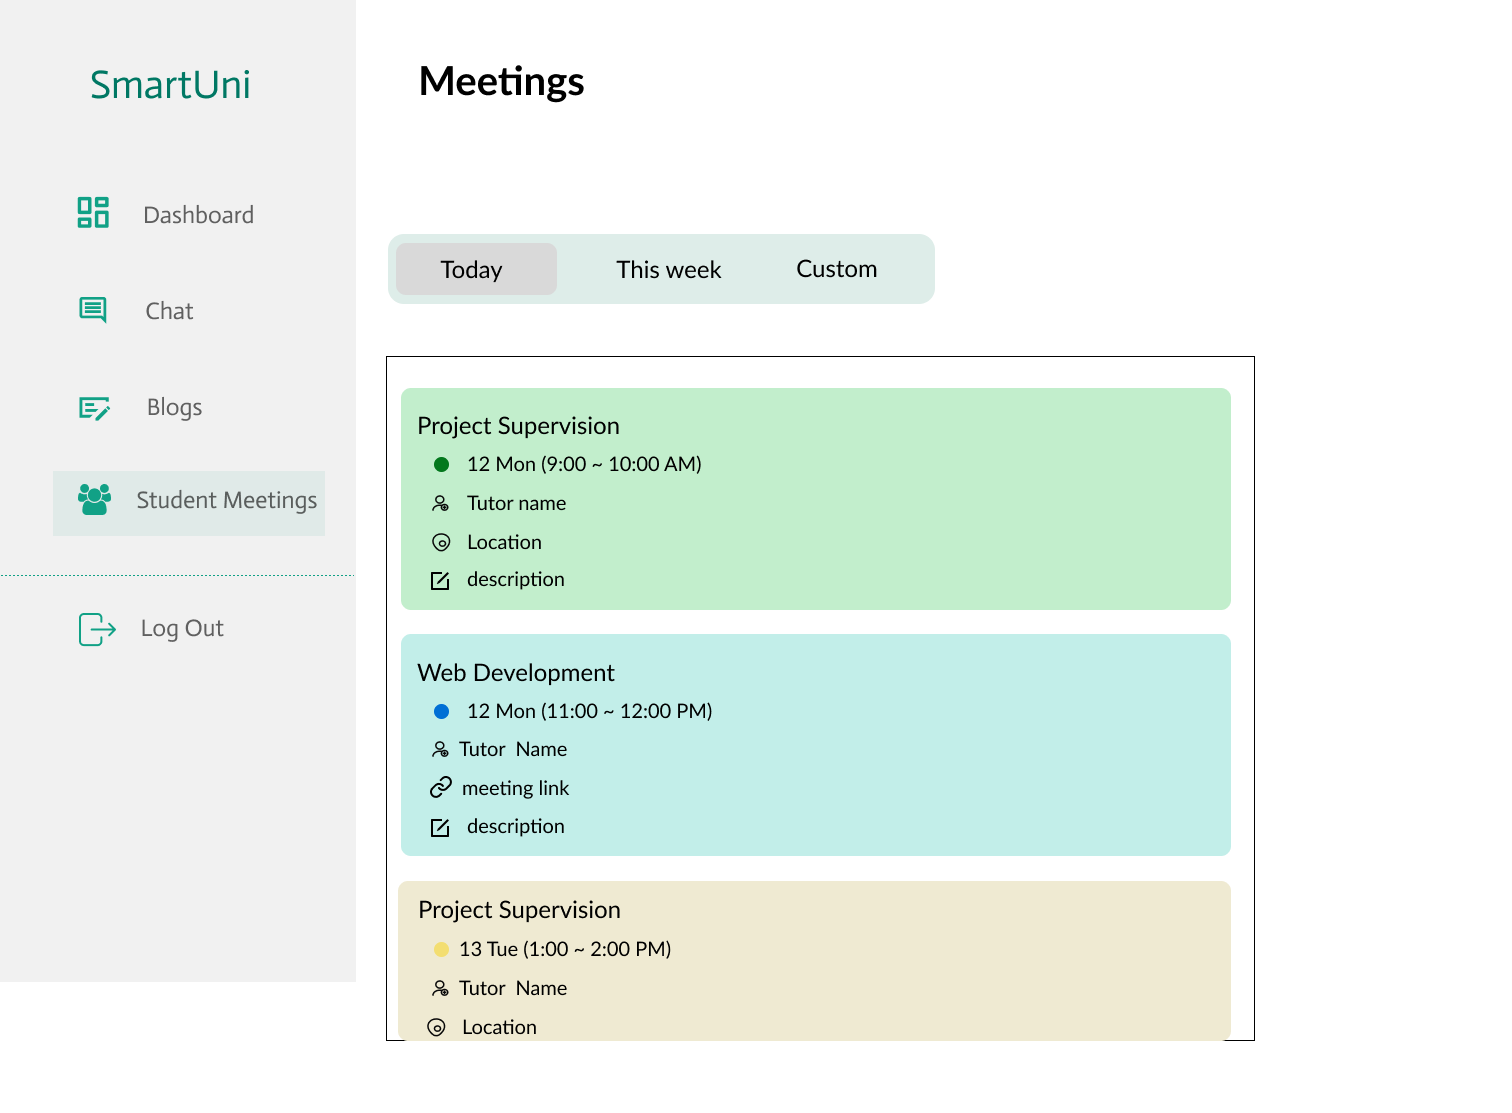 SmartUni
Dashboard
Chat
Blogs
Student Meetings
Log Out
Meetings
Today
This week
Custom
Project Supervision
12 Mon (9:00 ~ 10:00 AM)
Tutor name
Location
description
Web Development
12 Mon (11:00 ~ 12:00 PM)
Tutor  Name
meeting link
description
Project Supervision
13 Tue (1:00 ~ 2:00 PM)
Tutor  Name
Location